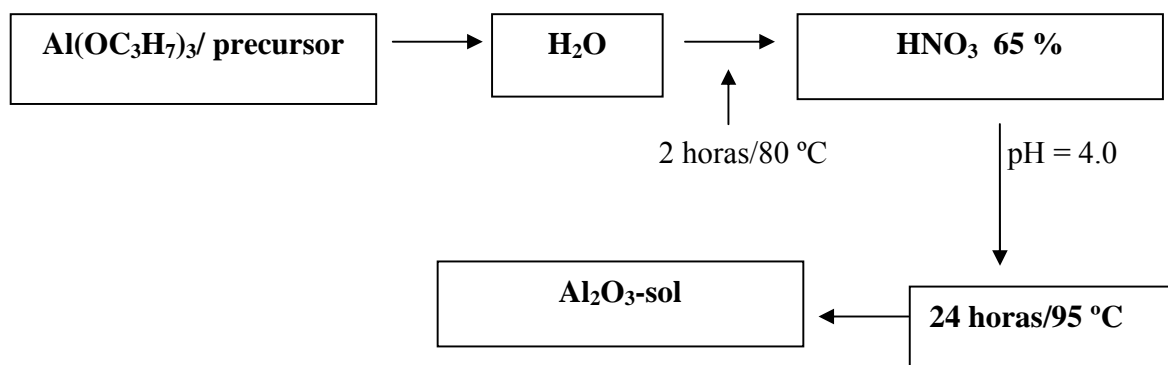 Al(OC₃H₇)₃/ precursor
H₂O
HNO₃ 65 %
2 horas/80 ºC
pH = 4.0
24 horas/95 ºC
Al₂O₃-sol